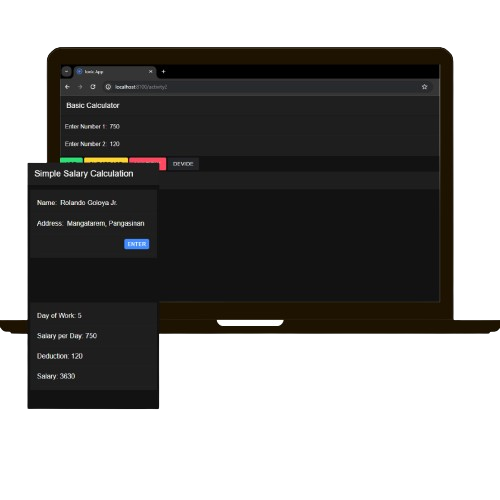 Ionic App
localhost:8100/activity2
Basic Calculator
Enter Number 1: 750
Enter Number 2: 120
DEVIDE
Simple Salary Calculation
Name: Rolando Goloya Jr.
Address: Mangatarem, Pangasinan
ENTER
Day of Work: 5
Salary per Day: 750
Deduction: 120
Salary: 3630